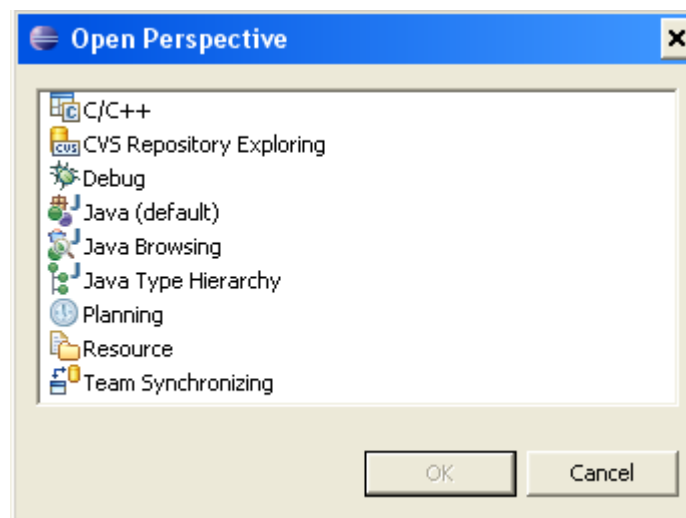 Open Perspective
C/C++
CVS Repository Exploring
Debug
Java (default)
Java Browsing
Java Type Hierarchy
Planning
Resource
Team Synchronizing
OK Cancel